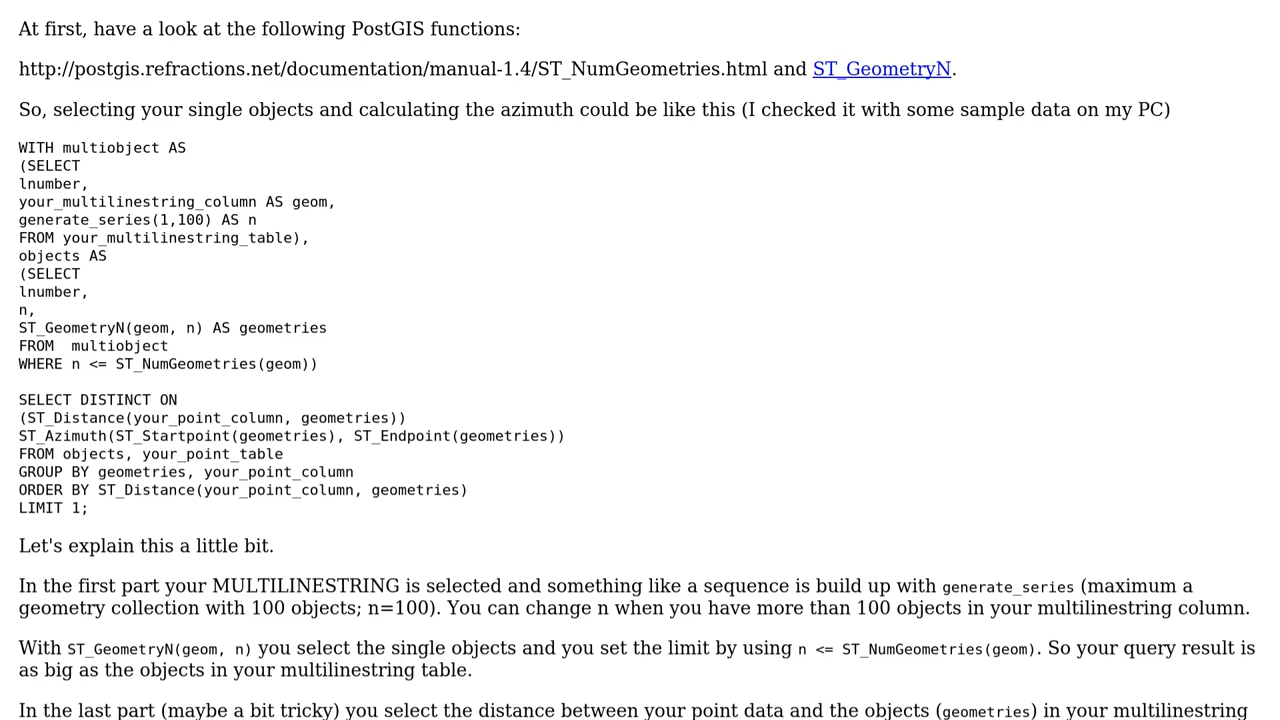 At first, have a look at the following PostGIS functions:
http://postgis.refractions.net/documentation/manual-1.4/ST_NumGeometries.html and ST_GeometryN.
So, selecting your single objects and calculating the azimuth could be like this (I checked it with some sample data on my PC)
WITH multiobject AS
(SELECT
lnumber,
your_multilinestring_column AS geom,
generate_series(1,100) AS n
FROM your_multilinestring_table),
objects AS
(SELECT
lnumber,
n,
ST_GeometryN(geom, n) AS geometries
FROM  multiobject
WHERE n <= ST_NumGeometries(geom))
SELECT DISTINCT ON
(ST_Distance(your_point_column, geometries))
ST_Azimuth(ST_Startpoint(geometries), ST_Endpoint(geometries))
FROM objects, your_point_table
GROUP BY geometries, your_point_column
ORDER BY ST_Distance(your_point_column, geometries)
LIMIT 1;
Let's explain this a little bit.
In the first part your MULTILINESTRING is selected and something like a sequence is build up with generate_series (maximum a
geometry collection with 100 objects; n=100). You can change n when you have more than 100 objects in your multilinestring column.
With ST_GeometryN(geom, n) you select the single objects and you set the limit by using n <= ST_NumGeometries(geom). So your query result is
as big as the objects in your multilinestring table.
In the last part (maybe a bit tricky) you select the distance between your point data and the objects (geometries) in your multilinestring